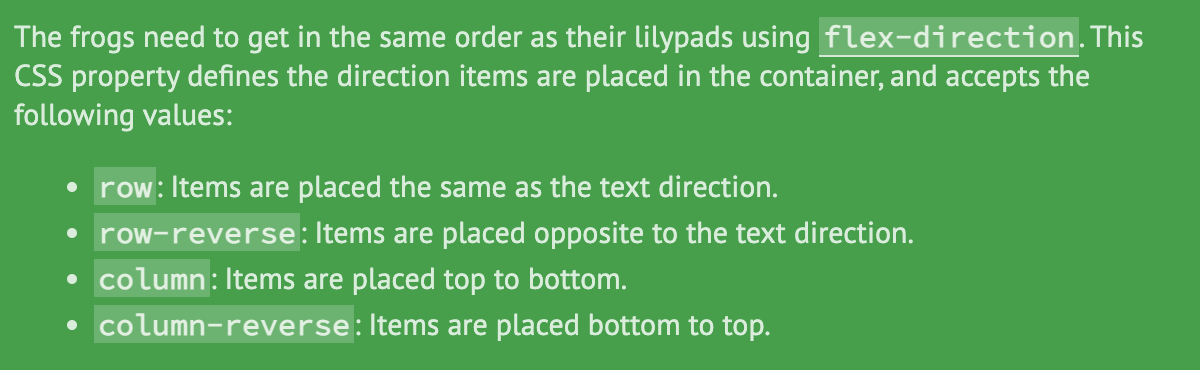 The frogs need to get in the same order as their lilypads using flex-direction. This
CSS property defines the direction items are placed in the container, and accepts the
following values:
• row: Items are placed the same as the text direction.
• row-reverse: Items are placed opposite to the text direction.
• column: Items are placed top to bottom.
• column-reverse: Items are placed bottom to top.